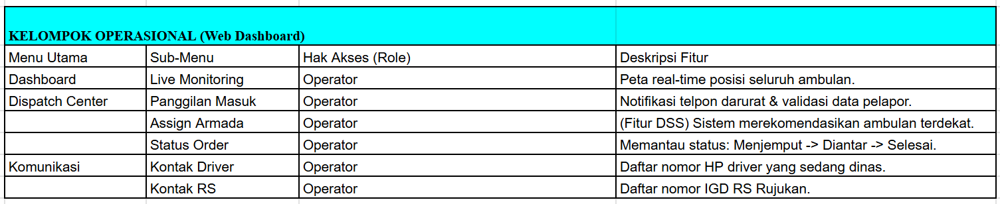 KELOMPOK OPERASIONAL (Web Dashboard)
Menu Utama Sub-Menu Hak Akses (Role) Deskripsi Fitur
Dashboard Live Monitoring Operator Peta real-time posisi seluruh ambulan.
Dispatch Center Panggilan Masuk Operator Notifikasi telpon darurat & validasi data pelapor.
Assign Armada Operator (Fitur DSS) Sistem merekomendasikan ambulan terdekat.
Status Order Operator Memantau status: Menjemput -> Diantar -> Selesai.
Komunikasi Kontak Driver Operator Daftar nomor HP driver yang sedang dinas.
Kontak RS Operator Daftar nomor IGD RS Rujukan.